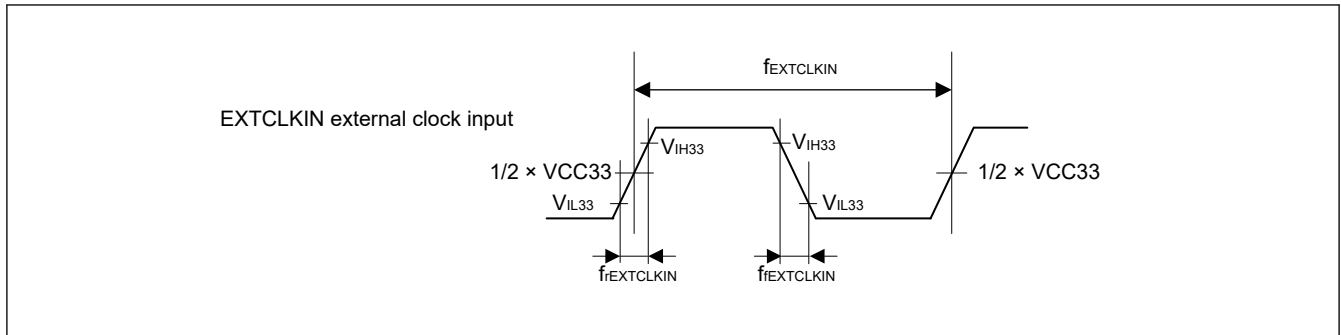 fEXTCLKIN
EXTCLKIN external clock input
VIH33
VIH33
1/2 × VCC33
1/2 × VCC33
VIL33
VIL33
frEXTCLKIN
ffEXTCLKIN